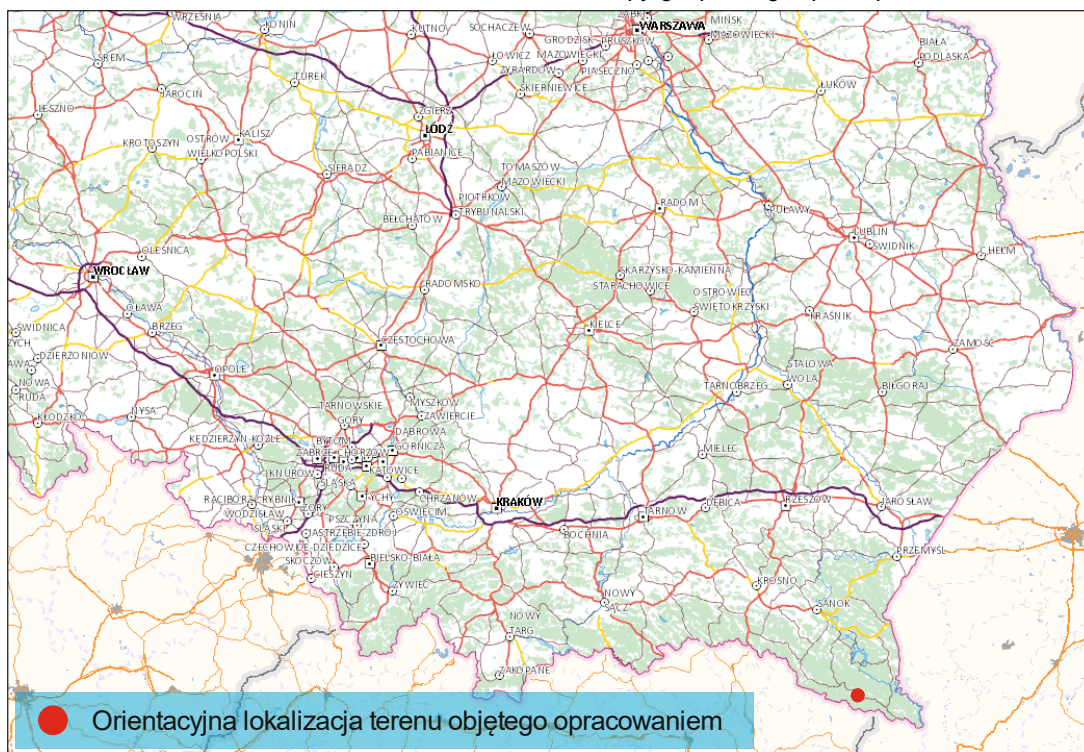 WRZEŚNIA
KONIN
KUTNO
SOCHACZEW
GRODZISK
MAZOWIECKI
PRUSZKÓW
WARSZAWA
MIŃSK
MAZOWIECKI
BIAŁA
PODLASKA
ŚREM
JAROCIN
TUREK
ŁOWICZ
ŻYRARDÓW
PIASECZNO
SKIERNIEWICE
ŁUKÓW
LESZNO
ZGIERZ
ŁÓDŹ
PABIANICE
KROTOSZYN
OSTRÓW
WIELKOPOLSKI
KALISZ
SIERADZ
TOMASZÓW
MAZOWIECKI
PIOTRKÓW
TRYBUNALSKI
BEŁCHATÓW
RADOM
PUŁAWY
LUBLIN
ŚWIDNIK
CHEŁM
OLEŚNICA
WROCŁAW
RADOMSKO
SKARŻYSKO-KAMIENNA
STARACHOWICE
OSTROWIEC
ŚWIĘTOKRZYSKI
KRAŚNIK
OŁAWA
BRZEG
ŚWIDNICA
DZIERŻONIÓW
NOWA
RUDA
KŁODZKO
NYSA
OPOLE
CZĘSTOCHOWA
KIELCE
ZAMOŚĆ
STALOWA
WOLA
TARNOBRZEG
BIŁGORAJ
MYSZKÓW
ZAWIERCIE
TARNOWSKIE
GÓRY
DĄBROWA
GÓRNICZA
KĘDZIERZYN-KOŹLE
BYTOM
ZABRZE
CHORZÓW
RUDA
ŚLĄSKA
KATOWICE
KNURÓW
TYCHY
CHRZANÓW
KRAKÓW
MIELEC
RACIBÓRZ
RYBNIK
WODZISŁAW
ŚLĄSKI
ŻORY
PSZCZYNA
OŚWIĘCIM
JASTRZĘBIE-ZDRÓJ
CZECHOWICE-DZIEDZICE
SKOCZÓW
CIESZYN
BIELSKO-BIAŁA
ŻYWIEC
BOCHNIA
TARNÓW
DĘBICA
RZESZÓW
JAROSŁAW
PRZEMYŚL
KROSNO
SANOK
NOWY
SĄCZ
NOWY
TARG
ZAKOPANE
Orientacyjna lokalizacja terenu objętego opracowaniem